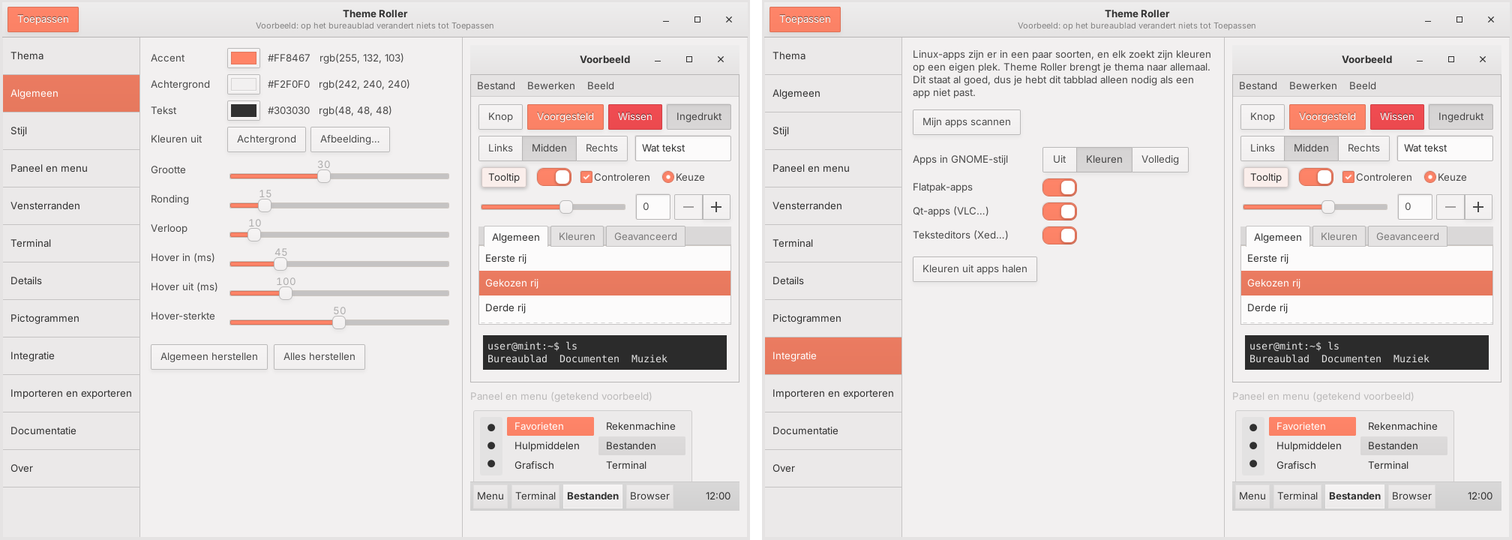 Toepassen
Theme Roller
Voorbeeld: op het bureaublad verandert niets tot Toepassen
Thema
Algemeen
Stijl
Paneel en menu
Vensterranden
Terminal
Details
Pictogrammen
Integratie
Importeren en exporteren
Documentatie
Over
Accent #FF8467 rgb(255, 132, 103)
Achtergrond #F2F0F0 rgb(242, 240, 240)
Tekst #303030 rgb(48, 48, 48)
Kleuren uit Achtergrond Afbeelding...
Grootte 30
Ronding 15
Verloop 10
Hover in (ms) 45
Hover uit (ms) 100
Hover-sterkte 50
Algemeen herstellen Alles herstellen
Voorbeeld
Bestand Bewerken Beeld
Knop Voorgesteld Wissen Ingedrukt
Links Midden Rechts Wat tekst
Tooltip Controleren Keuze
0
Algemeen Kleuren Geavanceerd
Eerste rij
Gekozen rij
Derde rij
user@mint:~$ ls
Bureaublad Documenten Muziek
Paneel en menu (getekend voorbeeld)
Favorieten Rekenmachine
Hulpmiddelen Bestanden
Grafisch Terminal
Menu Terminal Bestanden Browser 12:00
Toepassen
Theme Roller
Voorbeeld: op het bureaublad verandert niets tot Toepassen
Thema
Algemeen
Stijl
Paneel en menu
Vensterranden
Terminal
Details
Pictogrammen
Integratie
Importeren en exporteren
Documentatie
Over
Linux-apps zijn er in een paar soorten, en elk zoekt zijn kleuren
op een eigen plek. Theme Roller brengt je thema naar allemaal.
Dit staat al goed, dus je hebt dit tabblad alleen nodig als een
app niet past.
Mijn apps scannen
Apps in GNOME-stijl Uit Kleuren Volledig
Flatpak-apps
Qt-apps (VLC...)
Teksteditors (Xed...)
Kleuren uit apps halen
Voorbeeld
Bestand Bewerken Beeld
Knop Voorgesteld Wissen Ingedrukt
Links Midden Rechts Wat tekst
Tooltip Controleren Keuze
0
Algemeen Kleuren Geavanceerd
Eerste rij
Gekozen rij
Derde rij
user@mint:~$ ls
Bureaublad Documenten Muziek
Paneel en menu (getekend voorbeeld)
Favorieten Rekenmachine
Hulpmiddelen Bestanden
Grafisch Terminal
Menu Terminal Bestanden Browser 12:00